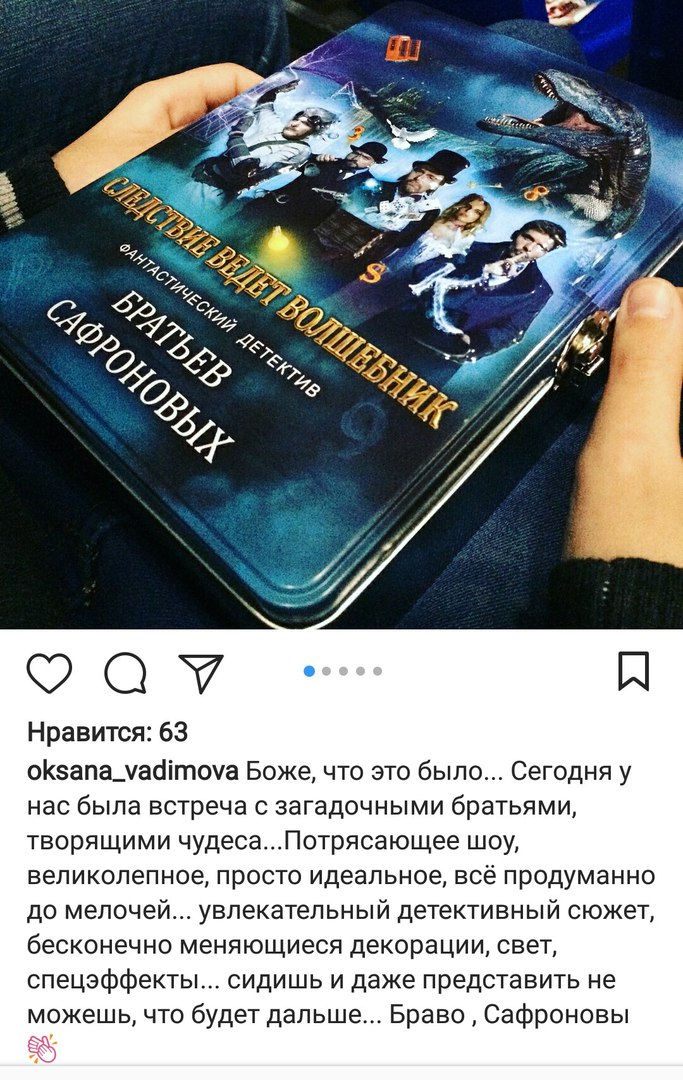 СЛЕДСТВИЕ ВЕДЕТ ВОЛШЕБНИК
ФАНТАСТИЧЕСКИЙ ДЕТЕКТИВ
БРАТЬЕВ
САФРОНОВЫХ
Нравится: 63
oksana_vadimova Боже, что это было... Сегодня у
нас была встреча с загадочными братьями,
творящими чудеса...Потрясающее шоу,
великолепное, просто идеальное, всё продуманно
до мелочей... увлекательный детективный сюжет,
бесконечно меняющиеся декорации, свет,
спецэффекты... сидишь и даже представить не
можешь, что будет дальше... Браво , Сафроновы
👏